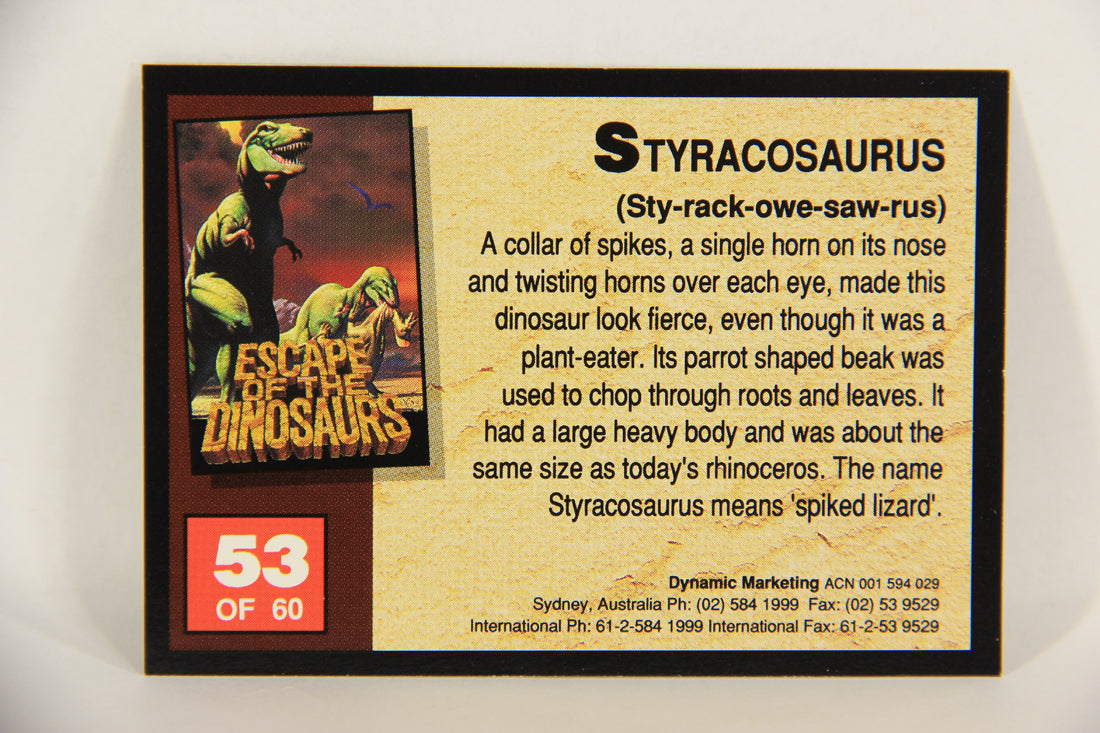 ESCAPE
OF THE
DINOSAURS
53
OF 60
STYRACOSAURUS
(Sty-rack-owe-saw-rus)
A collar of spikes, a single horn on its nose
and twisting horns over each eye, made this
dinosaur look fierce, even though it was a
plant-eater. Its parrot shaped beak was
used to chop through roots and leaves. It
had a large heavy body and was about the
same size as today's rhinoceros. The name
Styracosaurus means 'spiked lizard'.
Dynamic Marketing ACN 001 594 029
Sydney, Australia Ph: (02) 584 1999 Fax: (02) 53 9529
International Ph: 61-2-584 1999 International Fax: 61-2-53 9529